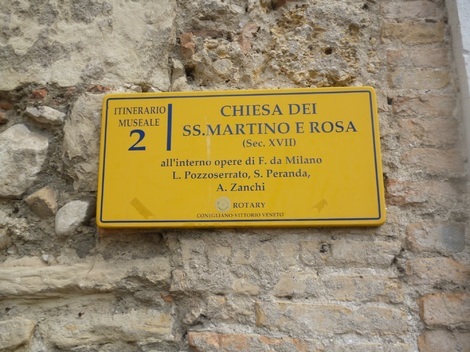 ITINERARIO
MUSEALE
2
CHIESA DEI
SS.MARTINO E ROSA
(Sec. XVII)
all'interno opere di F. da Milano
L. Pozzoserrato, S. Peranda,
A. Zanchi
ROTARY
CONEGLIANO-VITTORIO VENETO